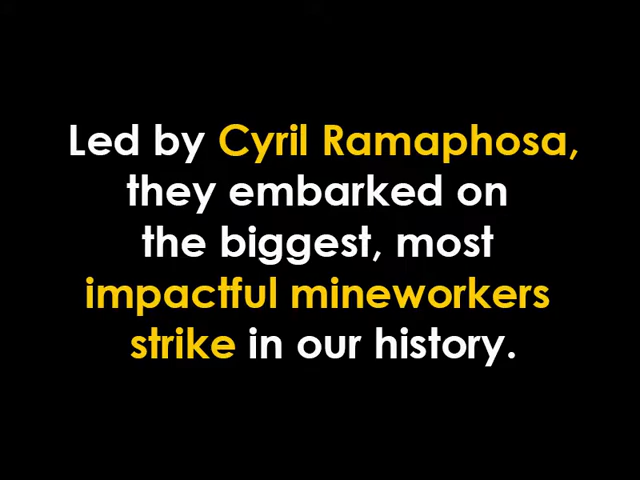 Led by Cyril Ramaphosa,
they embarked on
the biggest, most
impactful mineworkers
strike in our history.